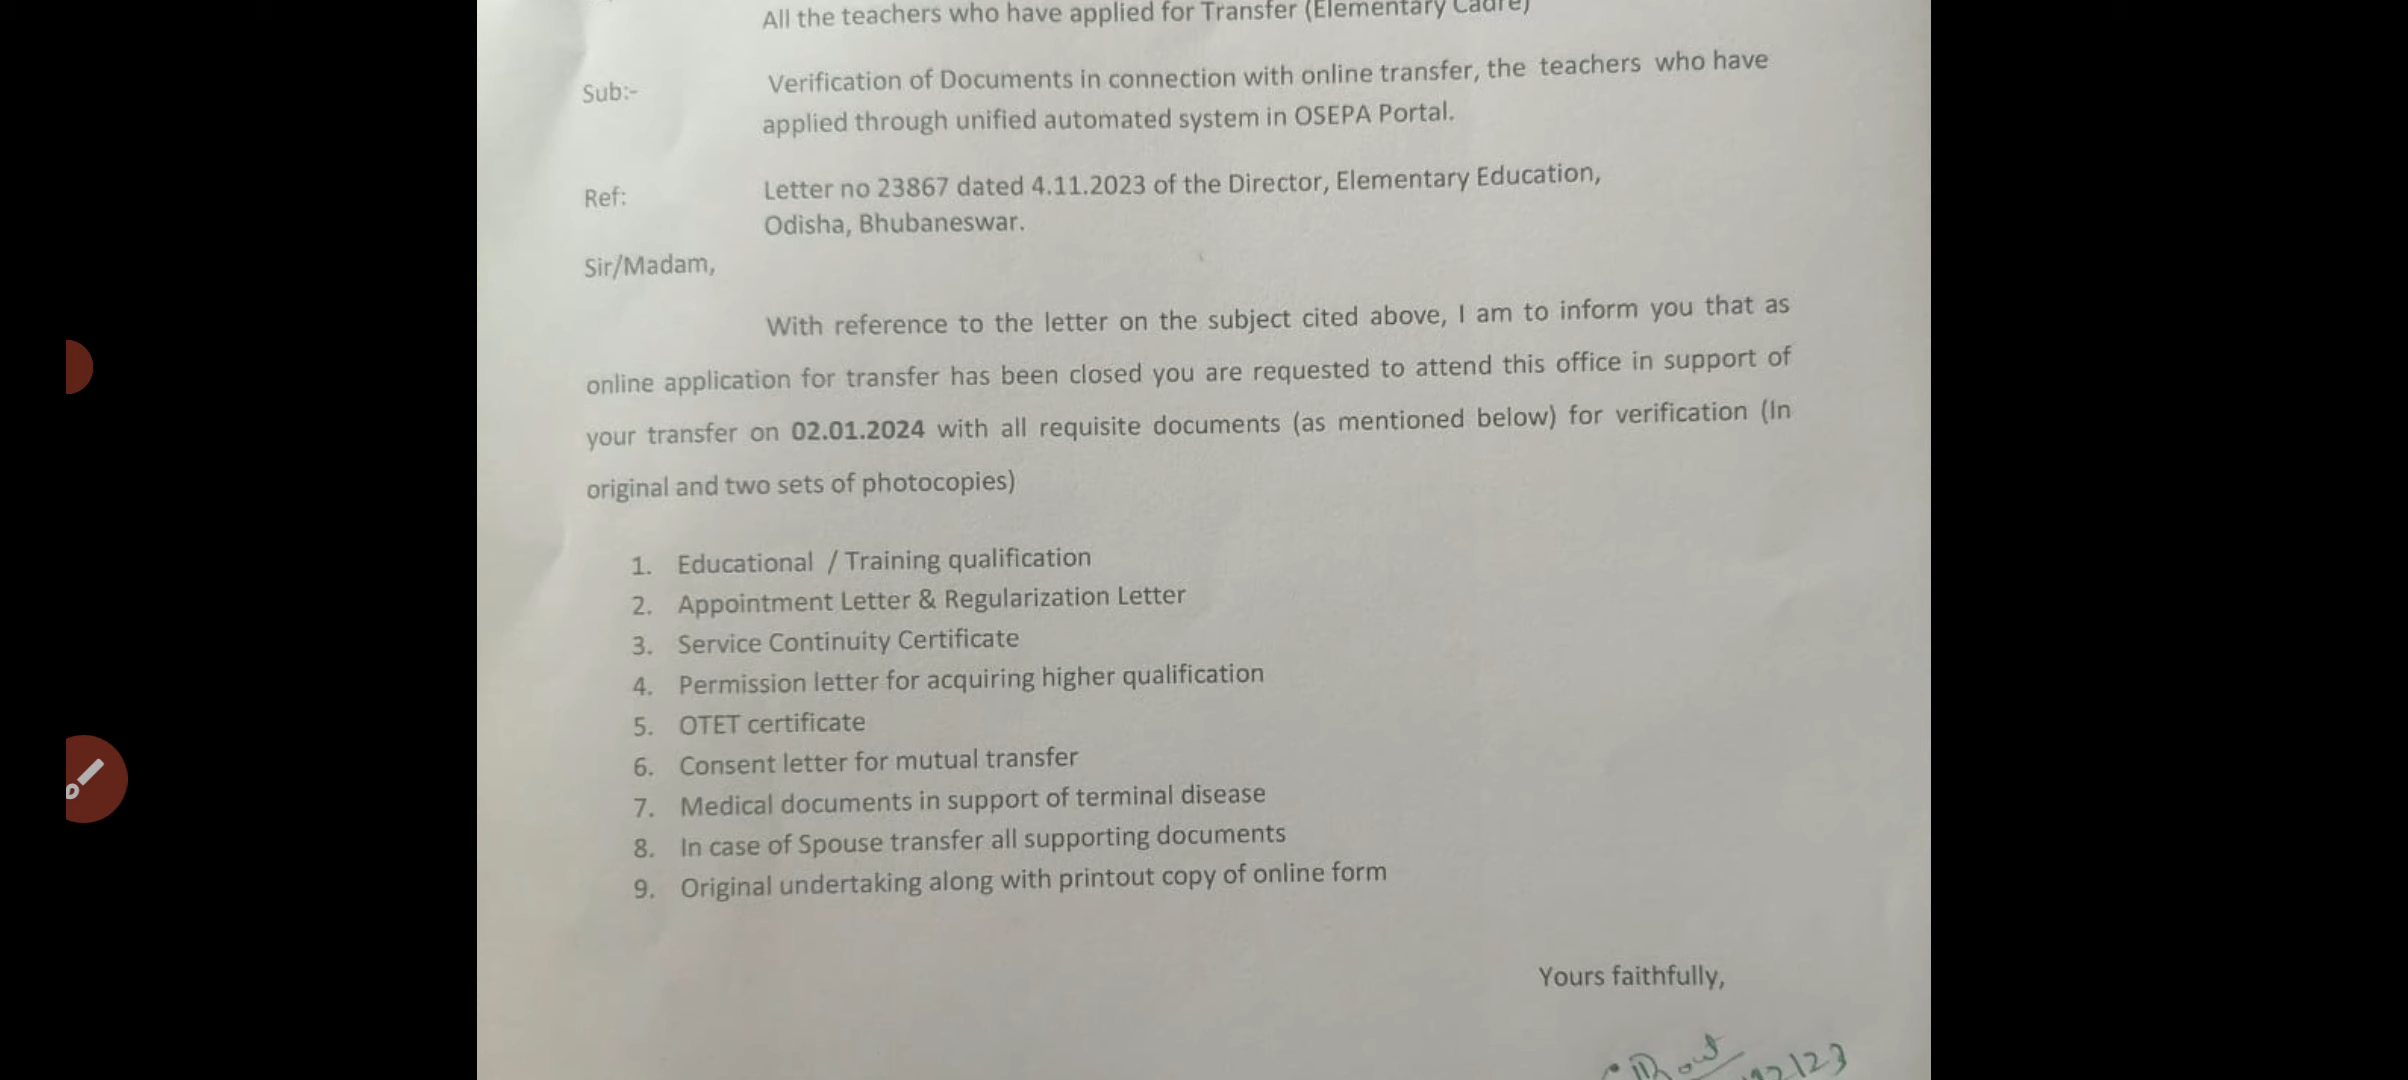 All the teachers who have applied for Transfer (Elementary Cadre)
Sub:- Verification of Documents in connection with online transfer, the teachers who have
applied through unified automated system in OSEPA Portal.
Ref: Letter no 23867 dated 4.11.2023 of the Director, Elementary Education,
Odisha, Bhubaneswar.
Sir/Madam,
With reference to the letter on the subject cited above, I am to inform you that as
online application for transfer has been closed you are requested to attend this office in support of
your transfer on 02.01.2024 with all requisite documents (as mentioned below) for verification (In
original and two sets of photocopies)
1. Educational / Training qualification
2. Appointment Letter & Regularization Letter
3. Service Continuity Certificate
4. Permission letter for acquiring higher qualification
5. OTET certificate
6. Consent letter for mutual transfer
7. Medical documents in support of terminal disease
8. In case of Spouse transfer all supporting documents
9. Original undertaking along with printout copy of online form
Yours faithfully,